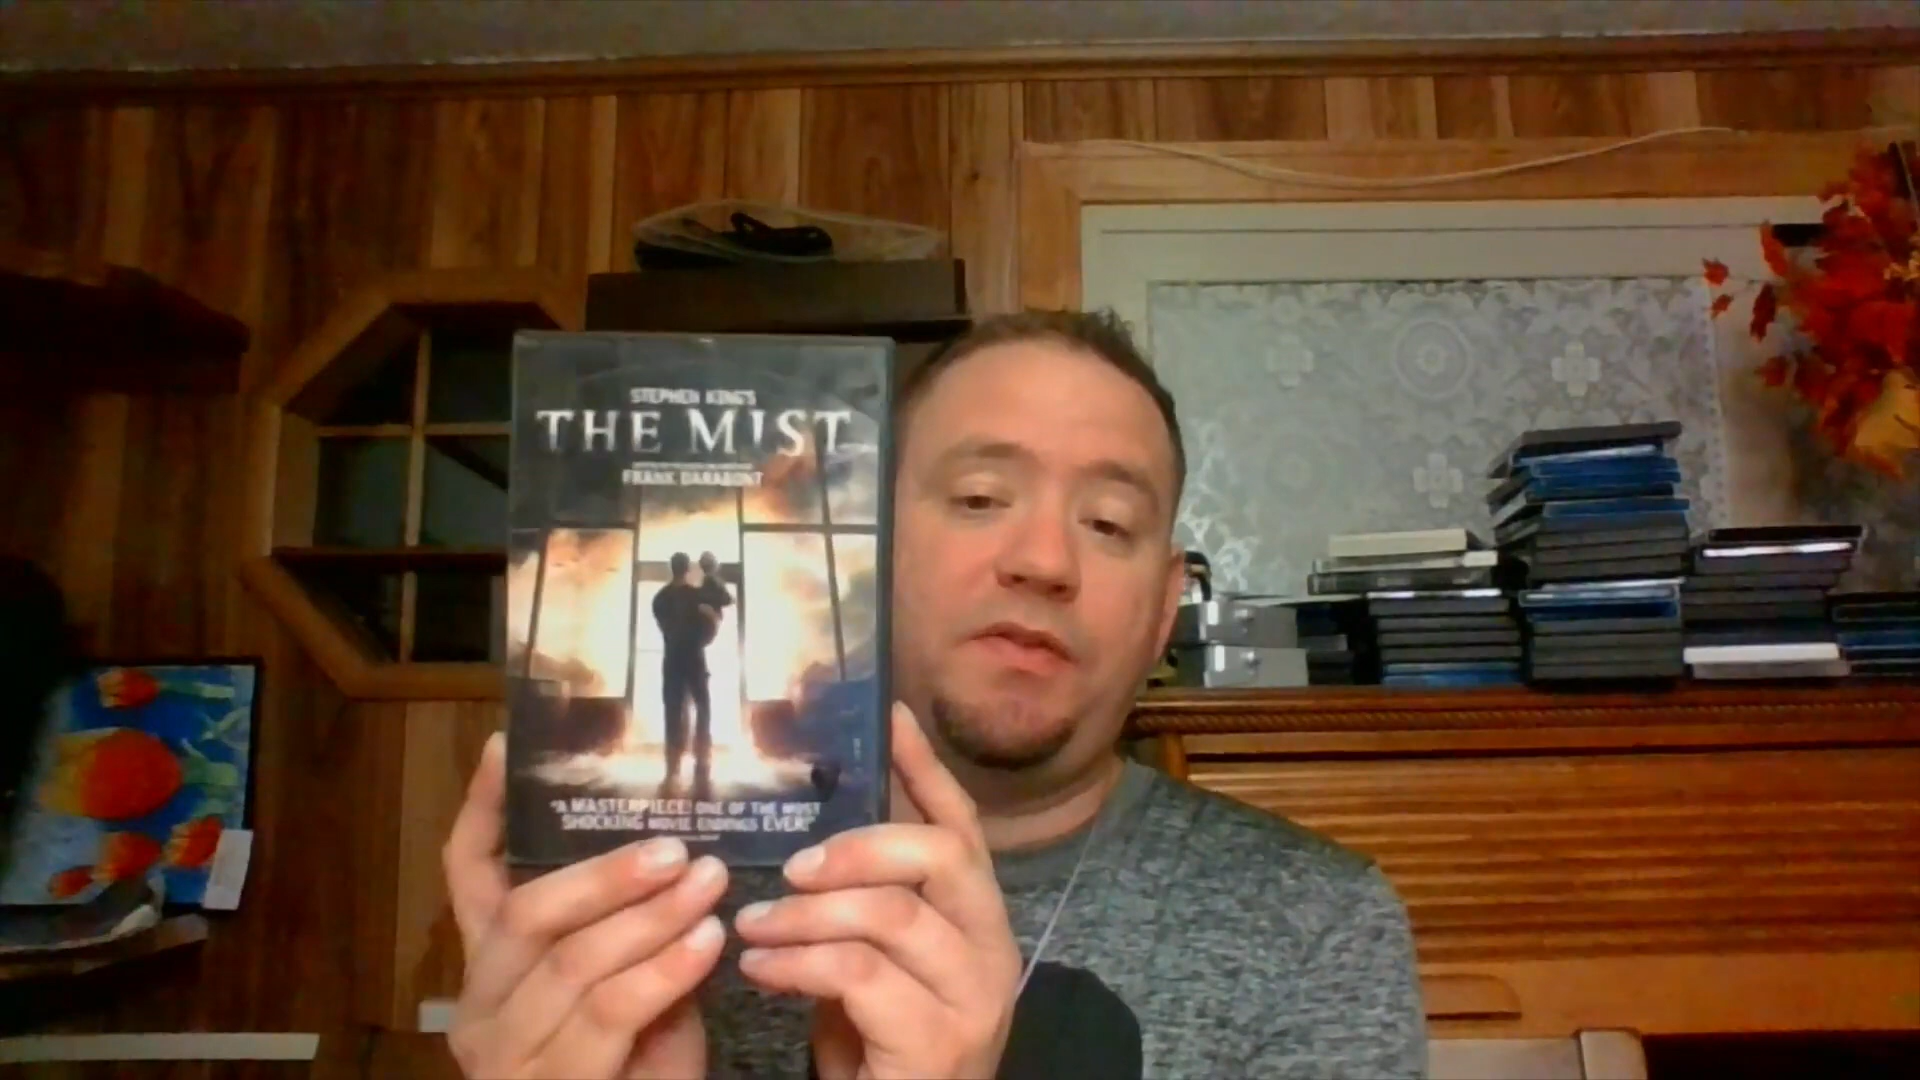 STEPHEN KING'S
THE MIST
FRANK DARABONT
"A MASTERPIECE! ONE OF THE MOST
SHOCKING MOVIE ENDINGS EVER!"